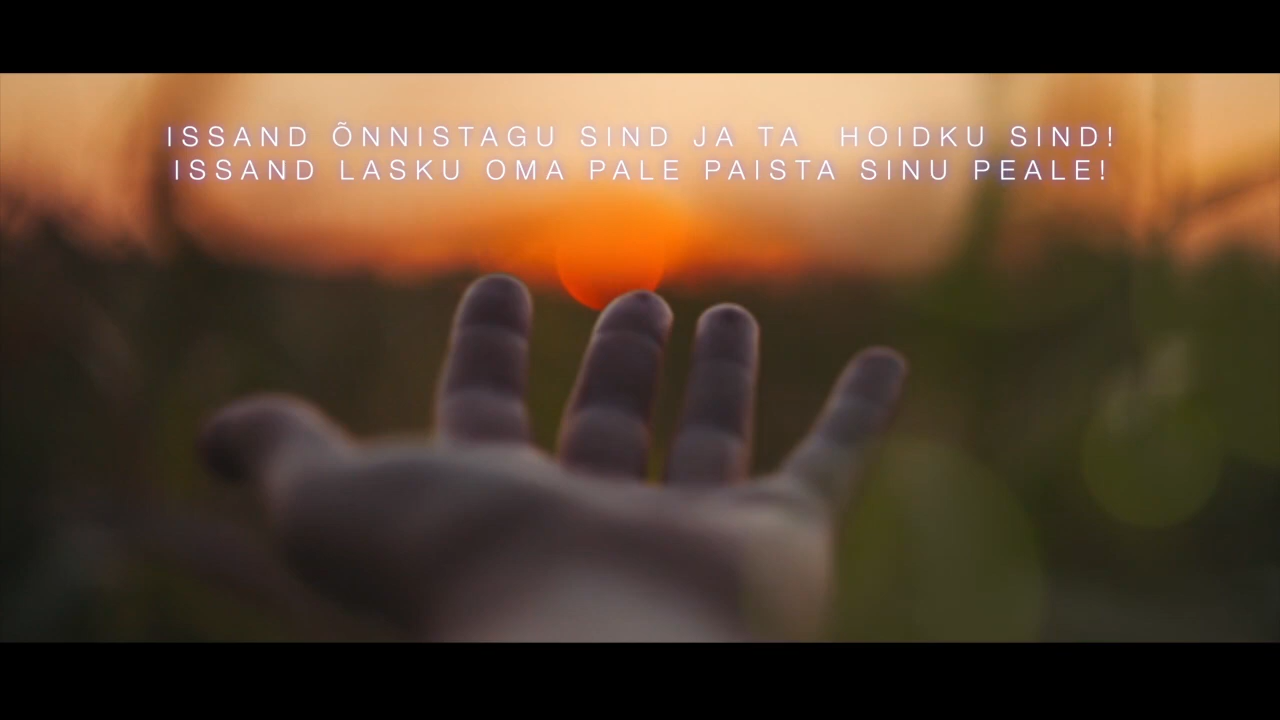 ISSAND ÕNNISTAGU SIND JA TA HOIDKU SIND!
ISSAND LASKU OMA PALE PAISTA SINU PEALE!